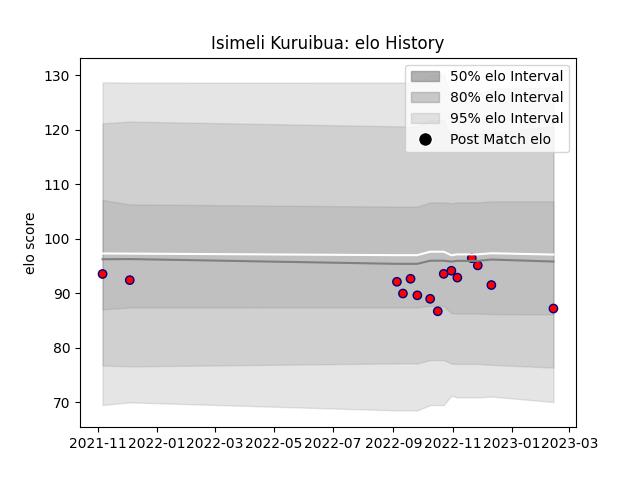 Isimeli Kuruibua: elo History
130
120
110
100
90
80
70
elo score
50% elo Interval
80% elo Interval
95% elo Interval
Post Match elo
2021-11 2022-01 2022-03 2022-05 2022-07 2022-09 2022-11 2023-01 2023-03